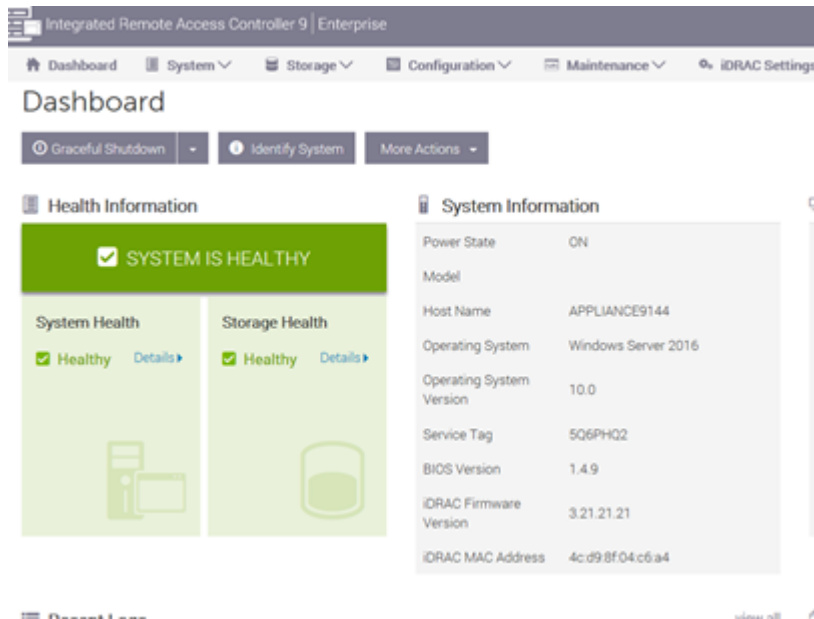 Integrated Remote Access Controller 9 | Enterprise
Dashboard System Storage Configuration Maintenance iDRAC Settings
Dashboard
Graceful Shutdown Identify System More Actions
Health Information
SYSTEM IS HEALTHY
System Health
Healthy Details
Storage Health
Healthy Details
System Information
Power State ON
Model
Host Name APPLIANCE9144
Operating System Windows Server 2016
Operating System
Version 10.0
Service Tag 5Q6PHQ2
BIOS Version 1.4.9
iDRAC Firmware
Version 3.21.21.21
iDRAC MAC Address 4c:d9:8f:04:c6:a4
Recent Logs view all